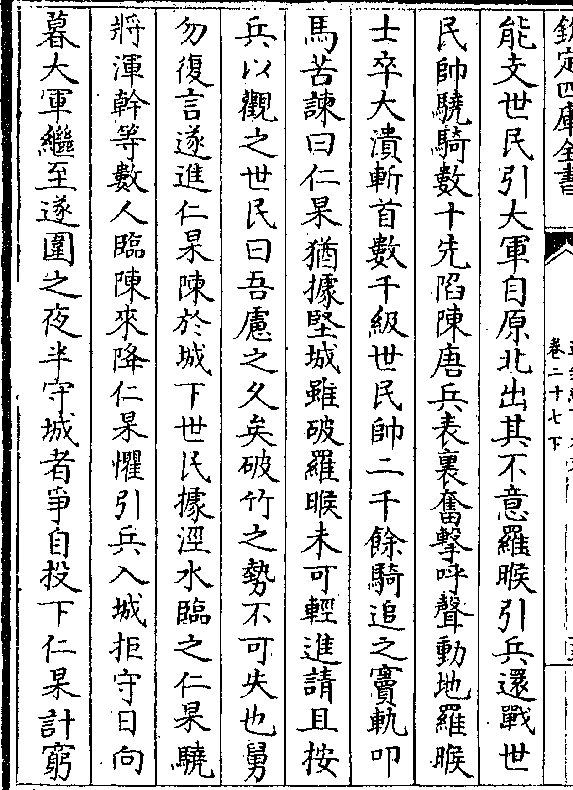 欽定四庫全書
卷二十七下
能支世民引大軍自原北出其不意羅睺引兵還戰世
民帥驍騎數十先陷陳唐兵表裏奮擊呼聲動地羅睺
士卒大潰斬首數千級世民帥二千餘騎追之竇軌叩
馬苦諫曰仁杲猶據堅城雖破羅睺未可輕進請且按
兵以觀之世民曰吾慮之久矣破竹之勢不可失也舅
勿復言遂進仁杲陳於城下世民據涇水臨之仁杲驍
將渾幹等數人臨陳來降仁杲懼引兵入城拒守日向
暮大軍繼至遂圍之夜半守城者爭自投下仁杲計窮